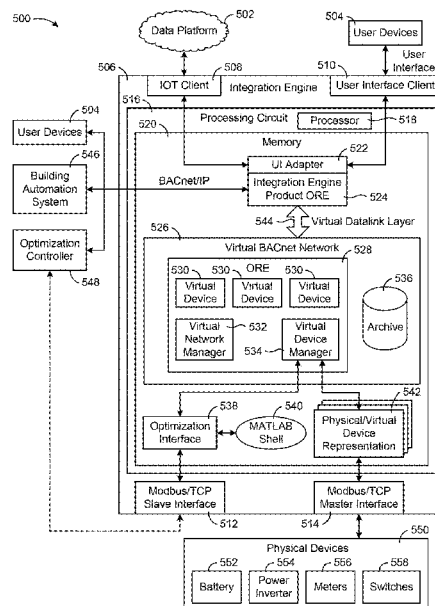 500
502
Data Platform
504
User Devices
User Interface
506
508
IOT Client
Integration Engine
510
User Interface Client
516
Processing Circuit
Processor
518
520
Memory
594
User Devices
546
Building Automation System
BACnet/IP
UI Adapter
522
Integration Engine Product ORE
524
544
Virtual Datalink Layer
Optimization Controller
548
526
Virtual BACnet Network
528
ORE
530
530
530
Virtual Device
Virtual Device
Virtual Device
536
Archive
532
Virtual Network Manager
534
Virtual Device Manager
538
Optimization Interface
540
MATLAB Shell
542
Physical/Virtual Device Representation
Modbus/TCP Slave Interface
512
514
Modbus/TCP Master Interface
550
Physical Devices
552
Battery
554
Power Inverter
556
Meters
558
Switches